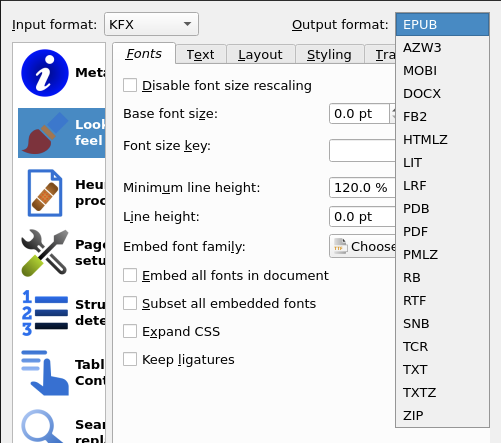 Input format: KFX Output format: EPUB
AZW3
MOBI
DOCX
FB2
HTMLZ
LIT
LRF
PDB
PDF
PMLZ
RB
RTF
SNB
TCR
TXT
TXTZ
ZIP
Meta
Look
feel
Heur
proc
Page
setu
Stru
dete
Tabl
Cont
Sear
repl
Fonts Text Layout Styling Tra
Disable font size rescaling
Base font size: 0.0 pt
Font size key:
Minimum line height: 120.0 %
Line height: 0.0 pt
Embed font family: Choose
Embed all fonts in document
Subset all embedded fonts
Expand CSS
Keep ligatures